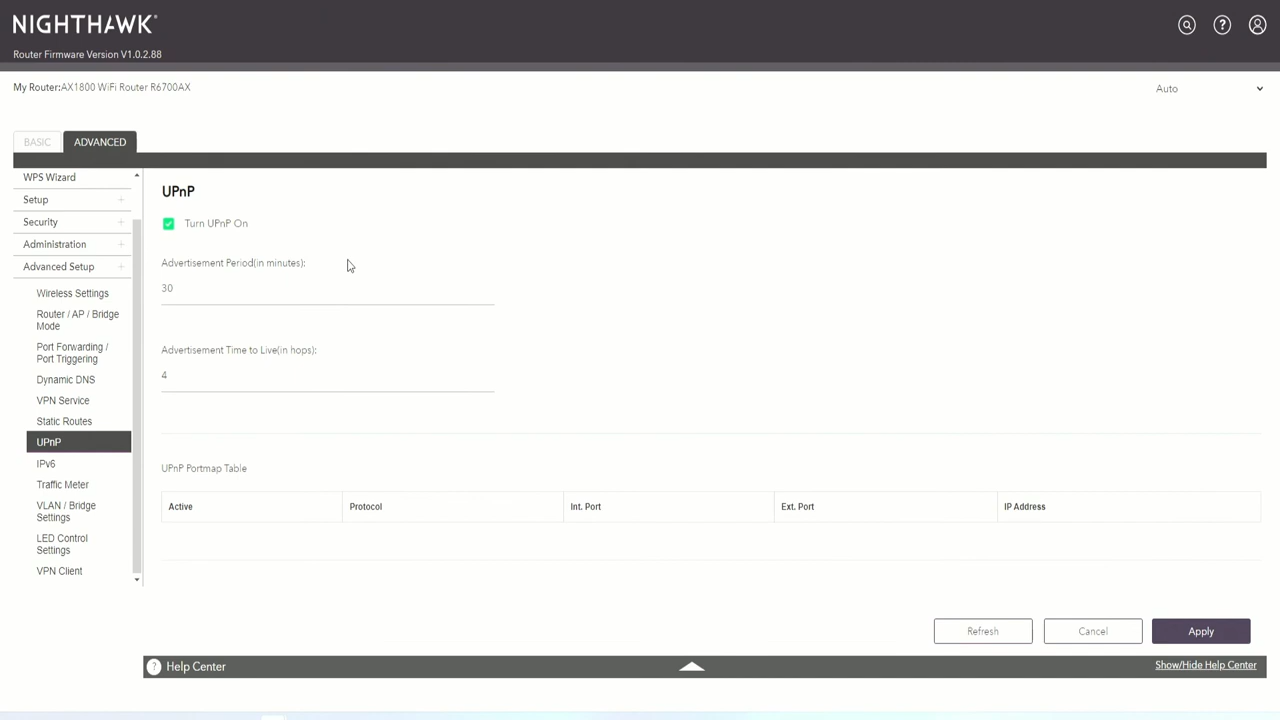 NIGHTHAWK
Router Firmware Version V1.0.2.88
My Router:AX1800 WiFi Router R6700AX
Auto
BASIC
ADVANCED
WPS Wizard
Setup +
Security +
Administration +
Advanced Setup +
Wireless Settings
Router / AP / Bridge
Mode
Port Forwarding /
Port Triggering
Dynamic DNS
VPN Service
Static Routes
UPnP
IPv6
Traffic Meter
VLAN / Bridge
Settings
LED Control
Settings
VPN Client
UPnP
Turn UPnP On
Advertisement Period(in minutes):
30
Advertisement Time to Live(in hops):
4
UPnP Portmap Table
Active Protocol Int. Port Ext. Port IP Address
Refresh
Cancel
Apply
? Help Center
Show/Hide Help Center